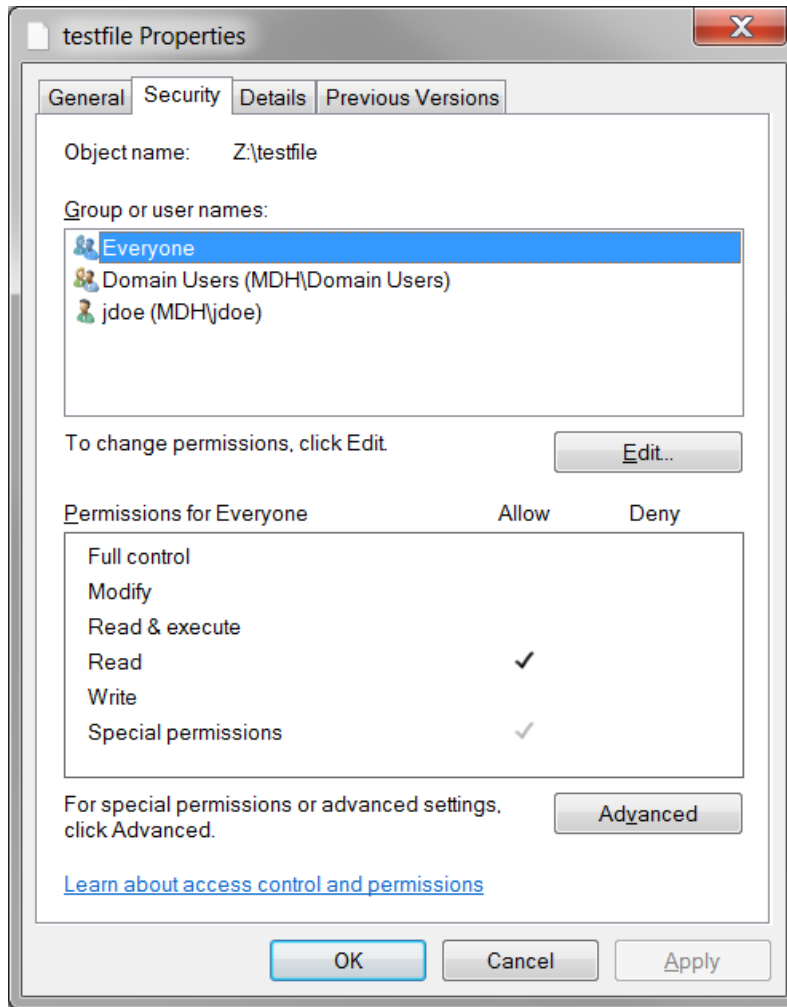 testfile Properties
General Security Details Previous Versions
Object name: Z:\testfile
Group or user names:
Everyone
Domain Users (MDH\Domain Users)
jdoe (MDH\jdoe)
To change permissions, click Edit.
Edit...
Permissions for Everyone Allow Deny
Full control
Modify
Read & execute
Read
Write
Special permissions
For special permissions or advanced settings,
click Advanced.
Advanced
Learn about access control and permissions
OK Cancel Apply